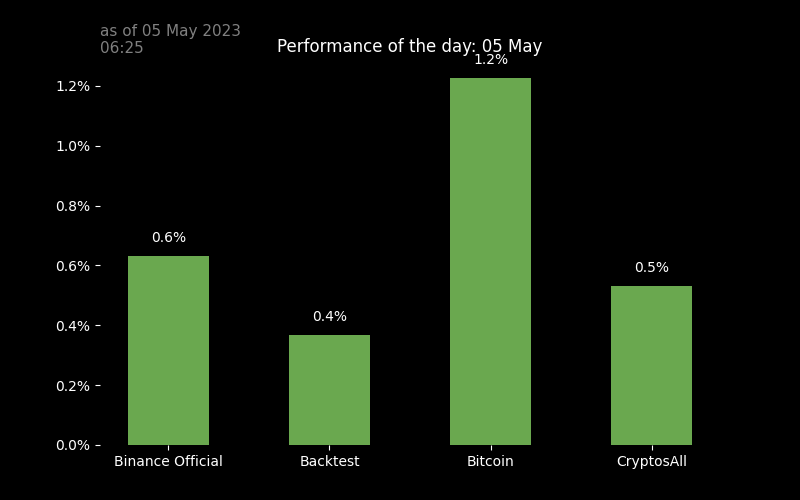 as of 05 May 2023
06:25
Performance of the day: 05 May
1.2%
1.2%
1.0%
0.8%
0.6%
0.6%
0.5%
0.4%
0.4%
0.2%
0.0%
Binance Official
Backtest
Bitcoin
CryptosAll